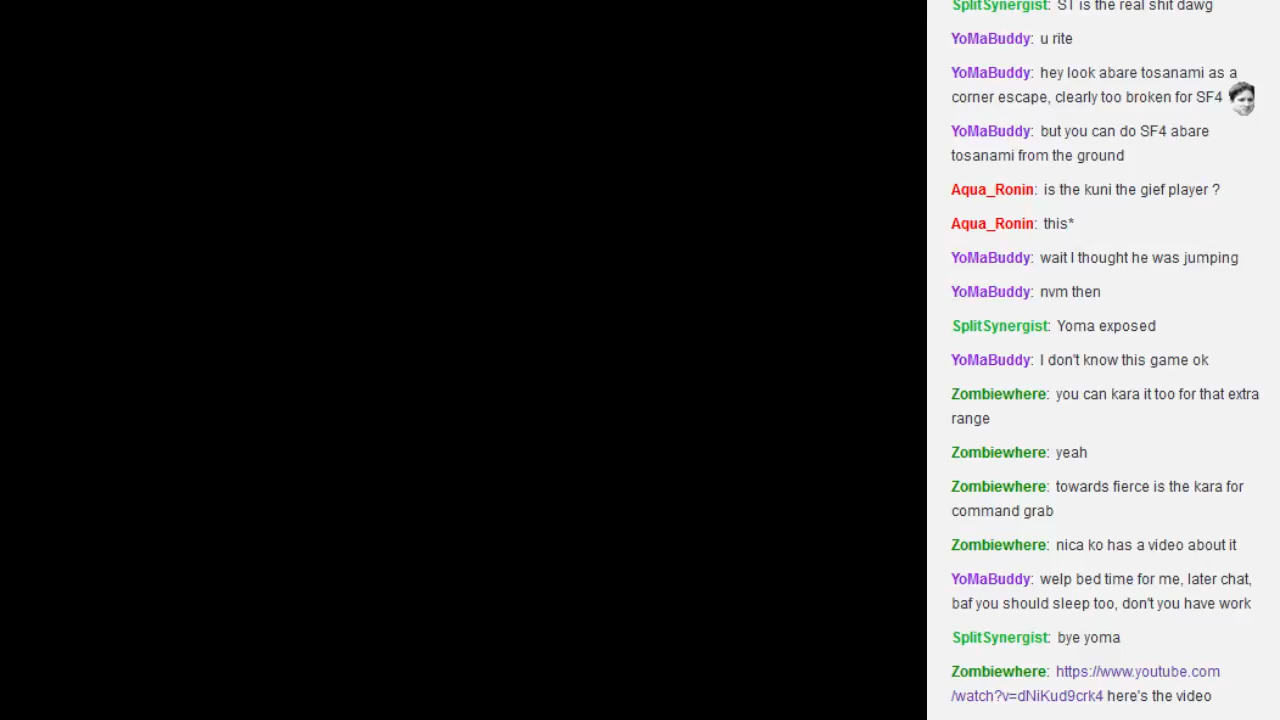 SplitSynergist: ST is the real shit dawg
YoMaBuddy: u rite
YoMaBuddy: hey look abare tosanami as a
corner escape, clearly too broken for SF4
YoMaBuddy: but you can do SF4 abare
tosanami from the ground
Aqua_Ronin: is the kuni the gief player ?
Aqua_Ronin: this*
YoMaBuddy: wait I thought he was jumping
YoMaBuddy: nvm then
SplitSynergist: Yoma exposed
YoMaBuddy: I don't know this game ok
Zombiewhere: you can kara it too for that extra
range
Zombiewhere: yeah
Zombiewhere: towards fierce is the kara for
command grab
Zombiewhere: nica ko has a video about it
YoMaBuddy: welp bed time for me, later chat,
baf you should sleep too, don't you have work
SplitSynergist: bye yoma
Zombiewhere: https://www.youtube.com
/watch?v=dNiKud9crk4 here's the video